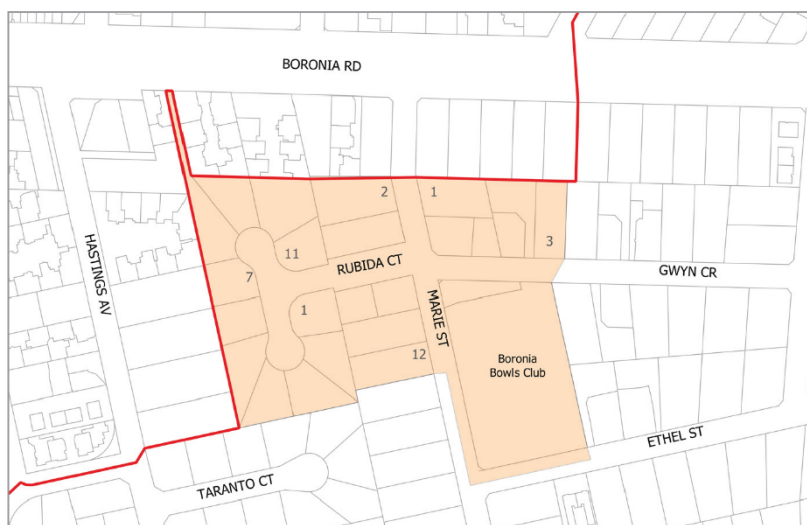 BORONIA RD
2
1
3
11
RUBIDA CT
GWYN CR
7
HASTINGS AV
1
MARIE ST
12
Boronia
Bowls Club
ETHEL ST
TARANTO CT